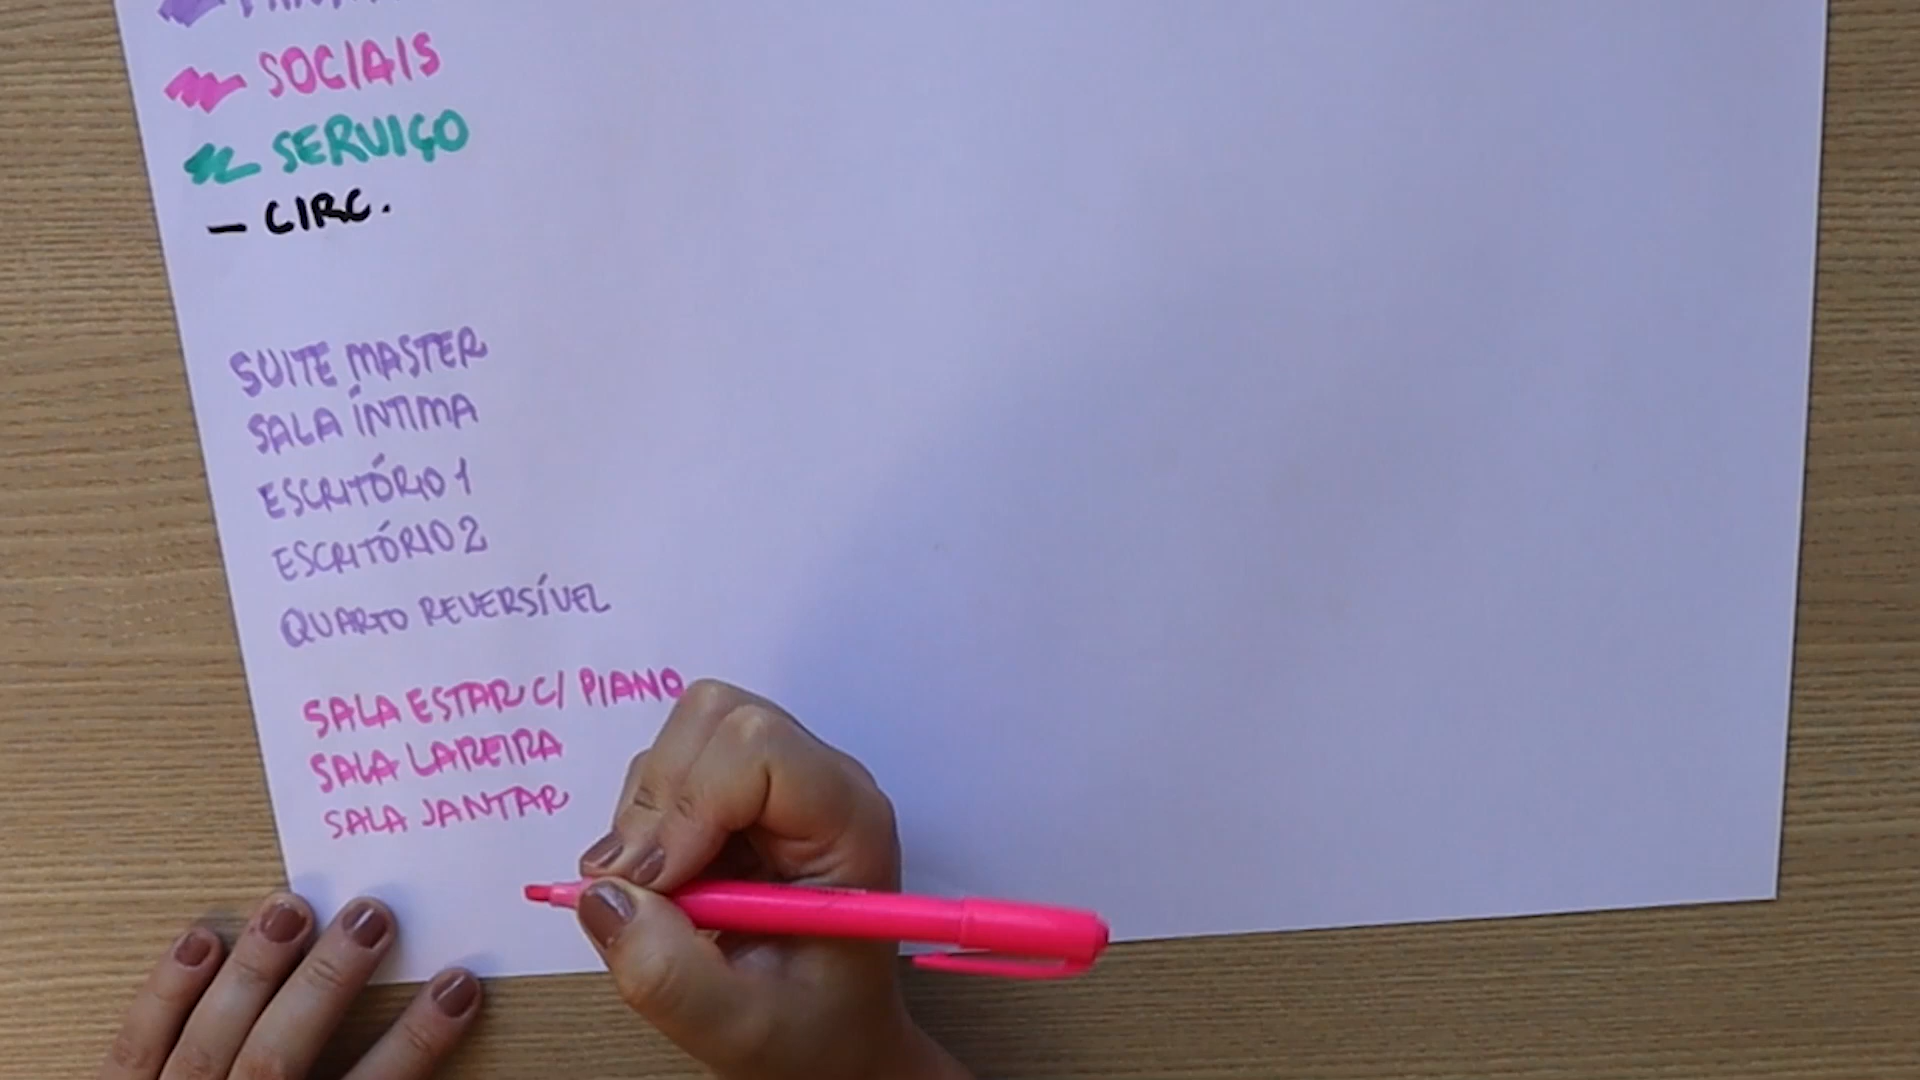 SOCIAIS
SERVIÇO
— CIRC.
SUITE MASTER
SALA ÍNTIMA
ESCRITÓRIO 1
ESCRITÓRIO 2
QUARTO REVERSÍVEL
SALA ESTAR C/ PIANO
SALA LAREIRA
SALA JANTAR